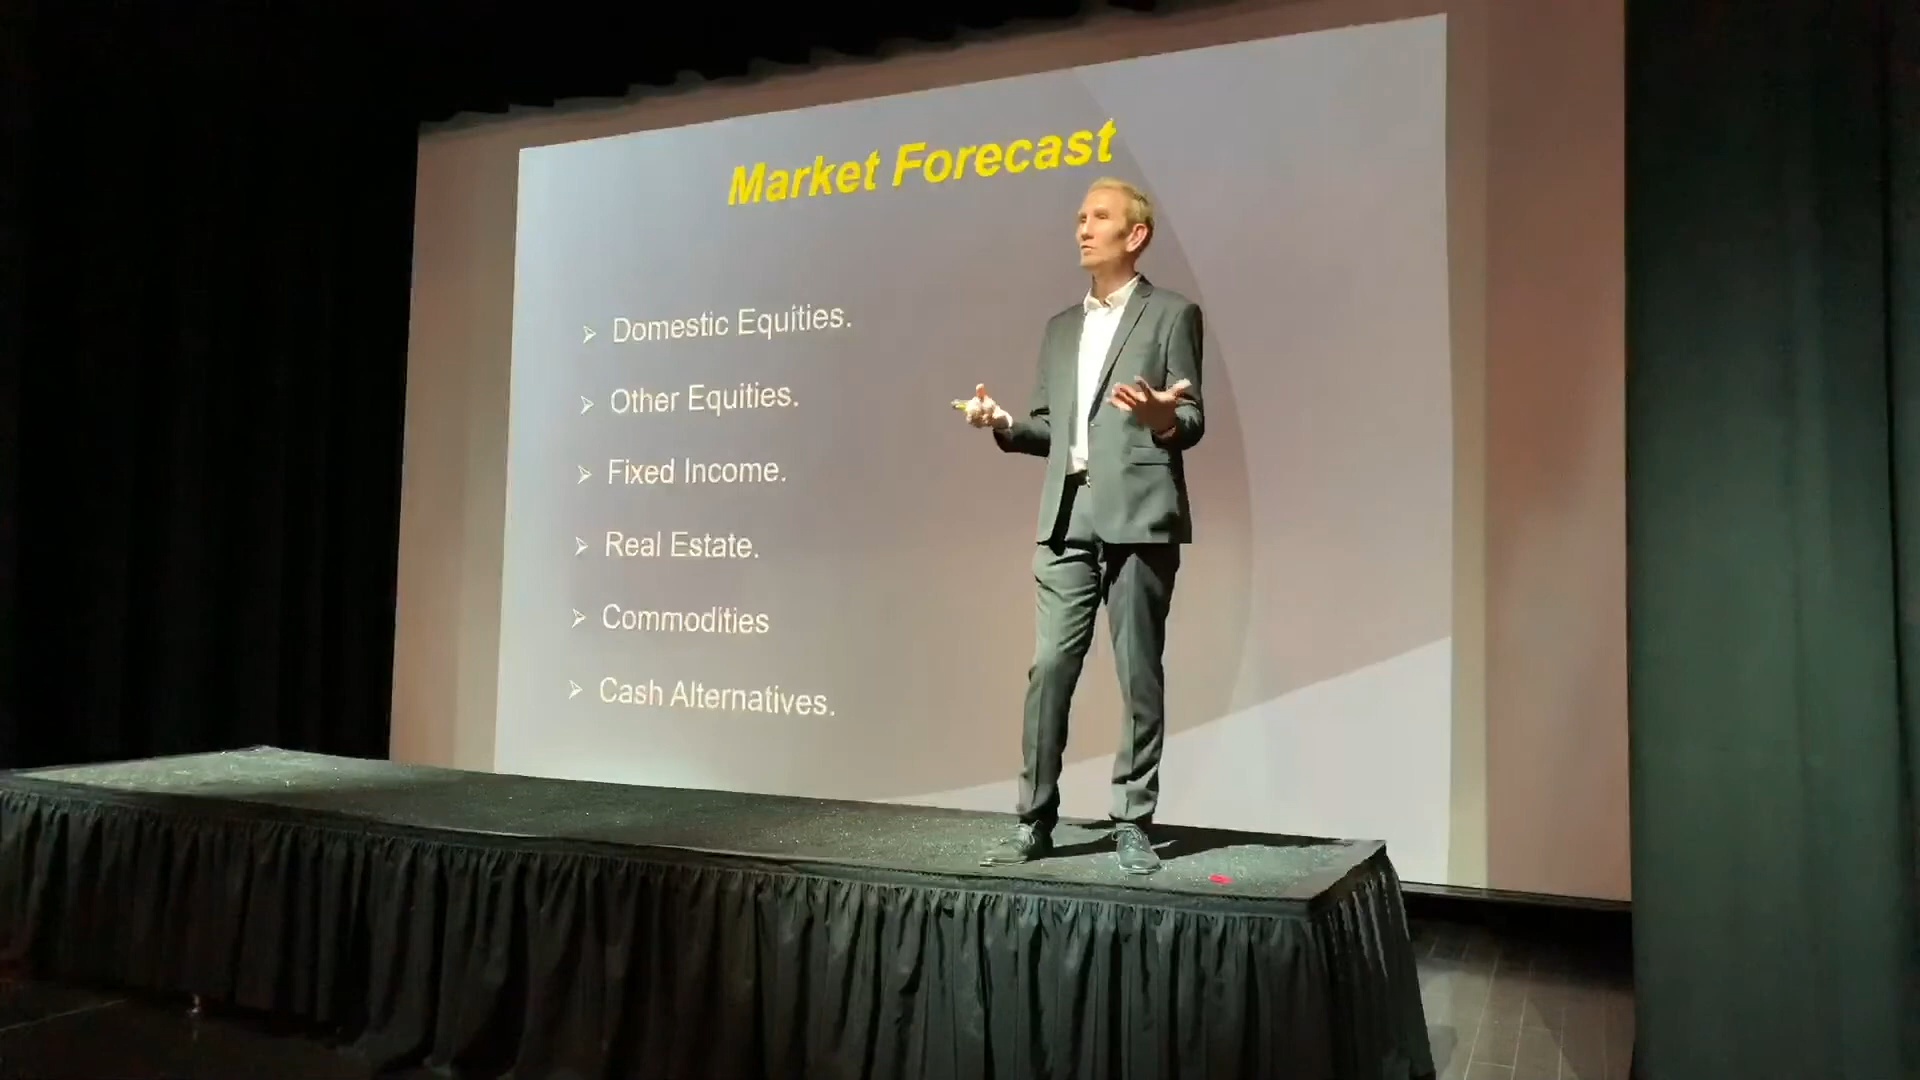 Market Forecast
Domestic Equities.
Other Equities.
Fixed Income.
Real Estate.
Commodities
Cash Alternatives.